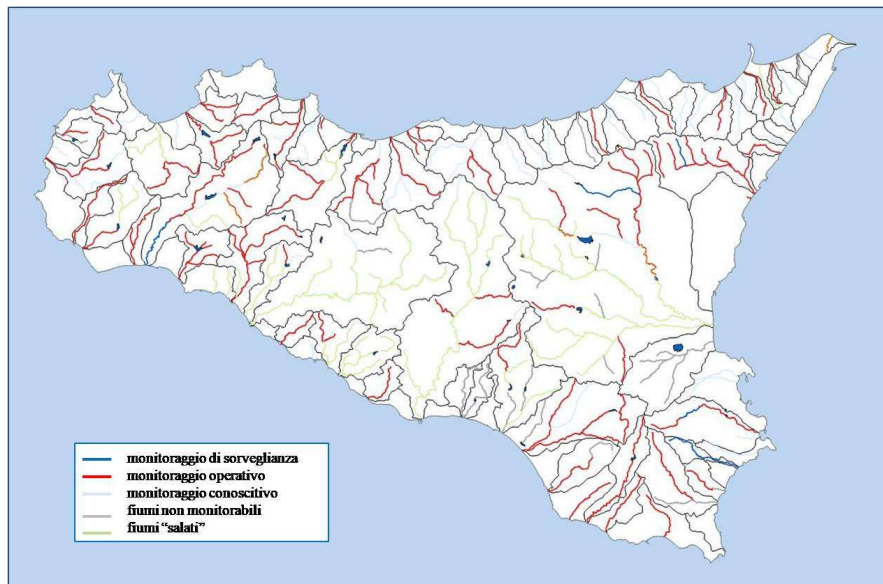 monitoraggio di sorveglianza
monitoraggio operativo
monitoraggio conoscitivo
fiumi non monitorabili
fiumi "salati"